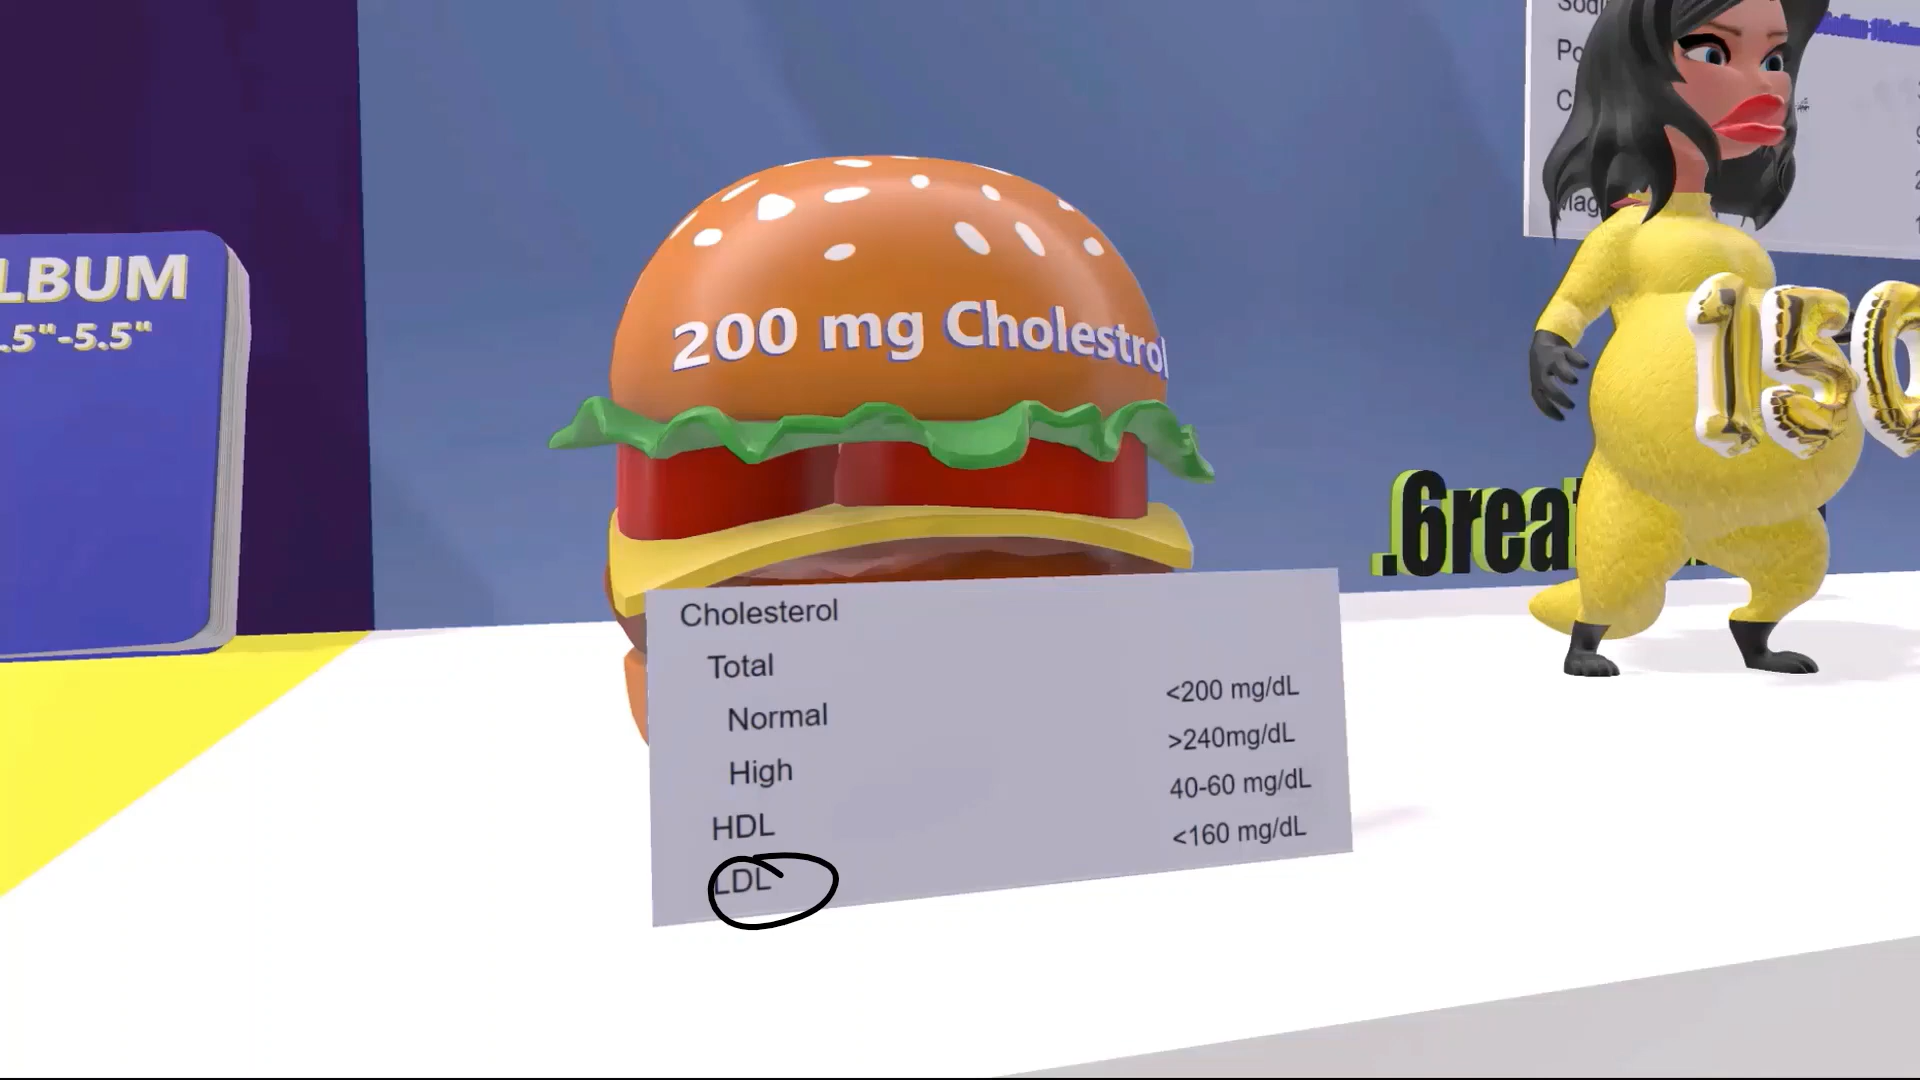 LBUM
.5"-5.5"
200 mg Cholestrol
150
.6rea
Cholesterol
Total
Normal
High
HDL
LDL
<200 mg/dL
>240mg/dL
40-60 mg/dL
<160 mg/dL